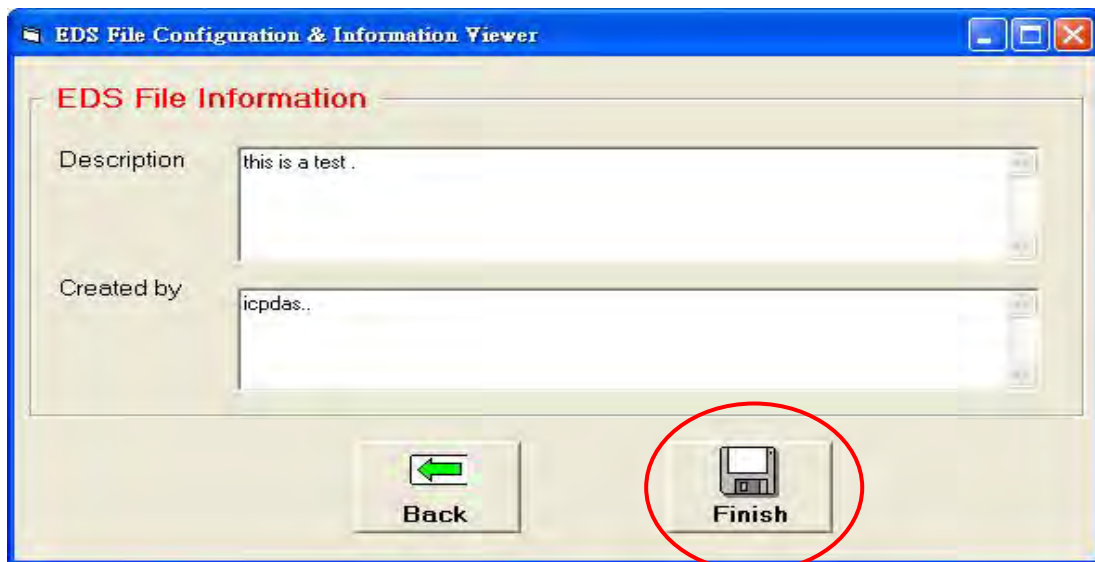 EDS File Configuration & Information Viewer
EDS File Information
Description
this is a test .
Created by
icpdas..
Back
Finish